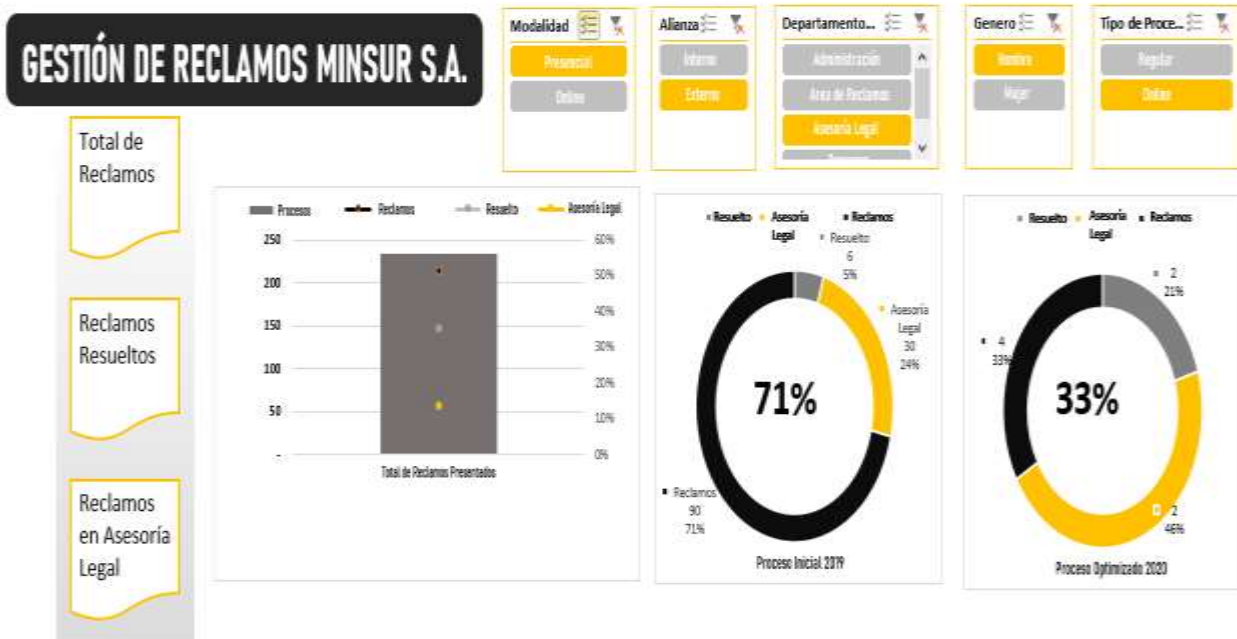 GESTIÓN DE RECLAMOS MINSUR S.A.
Modalidad
Presencial
Online
Alianza
Interno
Externo
Departamento...
Administración
Area de Reclamos
Asesoría Legal
Genero
Hombre
Mujer
Tipo de Proce...
Regular
Online
Total de
Reclamos
Reclamos
Resueltos
Reclamos
en Asesoría
Legal
Procesos
Reclamos
Resuelto
Asesoría Legal
250
200
150
100
50
-
60%
50%
40%
30%
20%
10%
0%
Total de Reclamos Presentados
Resuelto
Asesoría
Legal
Reclamos
Resuelto
6
5%
Asesoría
Legal
30
24%
71%
Reclamos
90
71%
Proceso Inicial 2019
Resuelto
Asesoría
Legal
Reclamos
2
21%
4
33%
33%
2
46%
Proceso Optimizado 2020